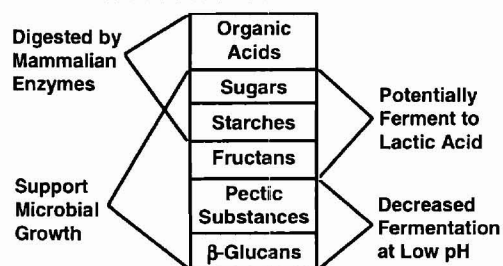 Digested by
Mammalian
Enzymes
Support
Microbial
Growth
Organic
Acids
Sugars
Starches
Fructans
Pectic
Substances
β-Glucans
Potentially
Ferment to
Lactic Acid
Decreased
Fermentation
at Low pH